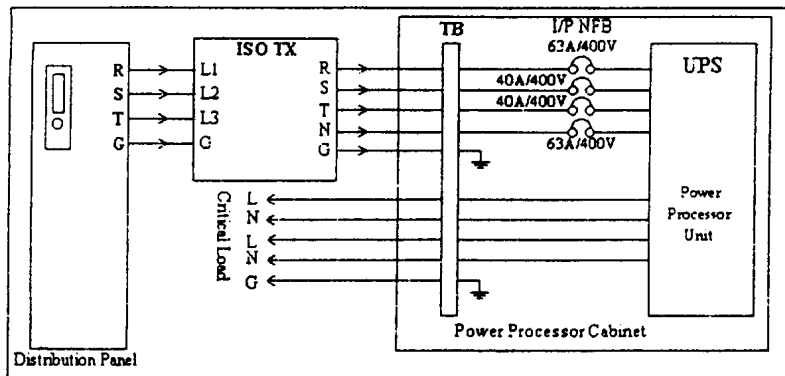 ISO TX
TB
I/P NFB
63A/400V
UPS
R
S
T
G
L1
L2
L3
G
R
S
T
N
G
40A/400V
40A/400V
63A/400V
Critical Load
L
N
L
N
G
Power
Processor
Unit
Power Processor Cabinet
Distribution Panel